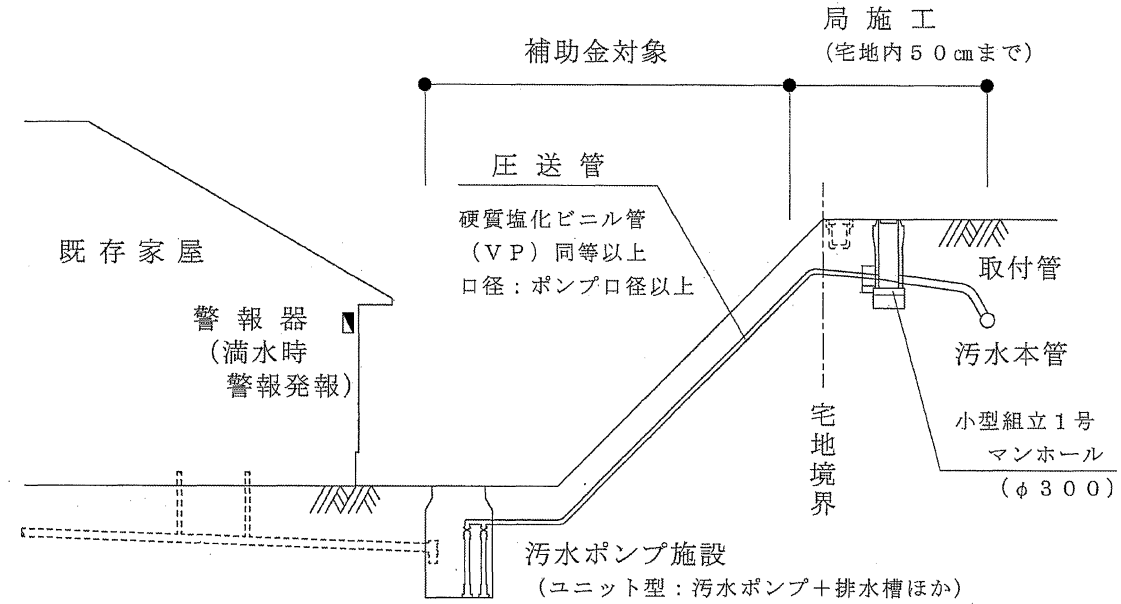 局施工
(宅地内５０㎝まで)
補助金対象
圧送管
硬質塩化ビニル管
(ＶＰ)同等以上
口径：ポンプ口径以上
既存家屋
警報器
(満水時
警報発報)
取付管
汚水本管
宅地境界
小型組立１号
マンホール
(φ３００)
汚水ポンプ施設
(ユニット型：汚水ポンプ＋排水槽ほか)